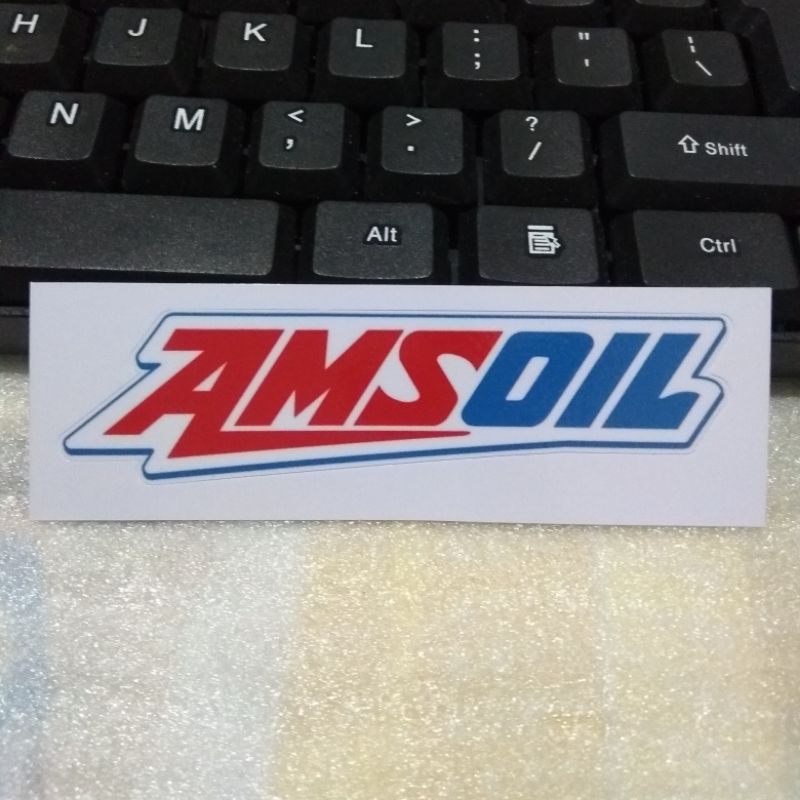 H J K L : ; " ' ¦ \
N M < , > . ? / Shift
Alt Ctrl
AMSOIL